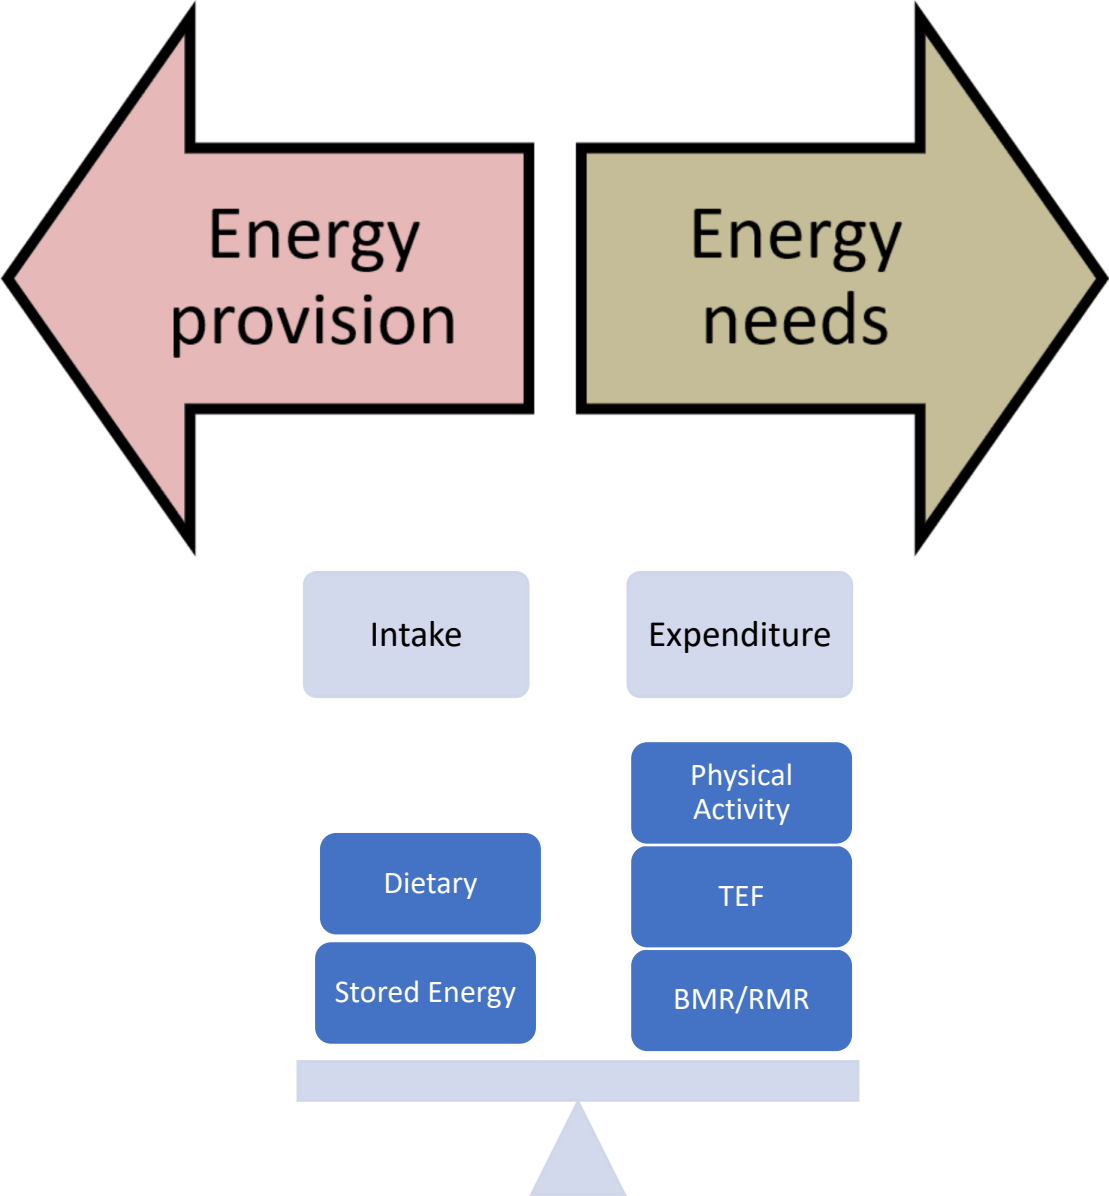 Energy
provision
Energy
needs
Intake
Expenditure
Physical
Activity
Dietary
TEF
Stored Energy
BMR/RMR